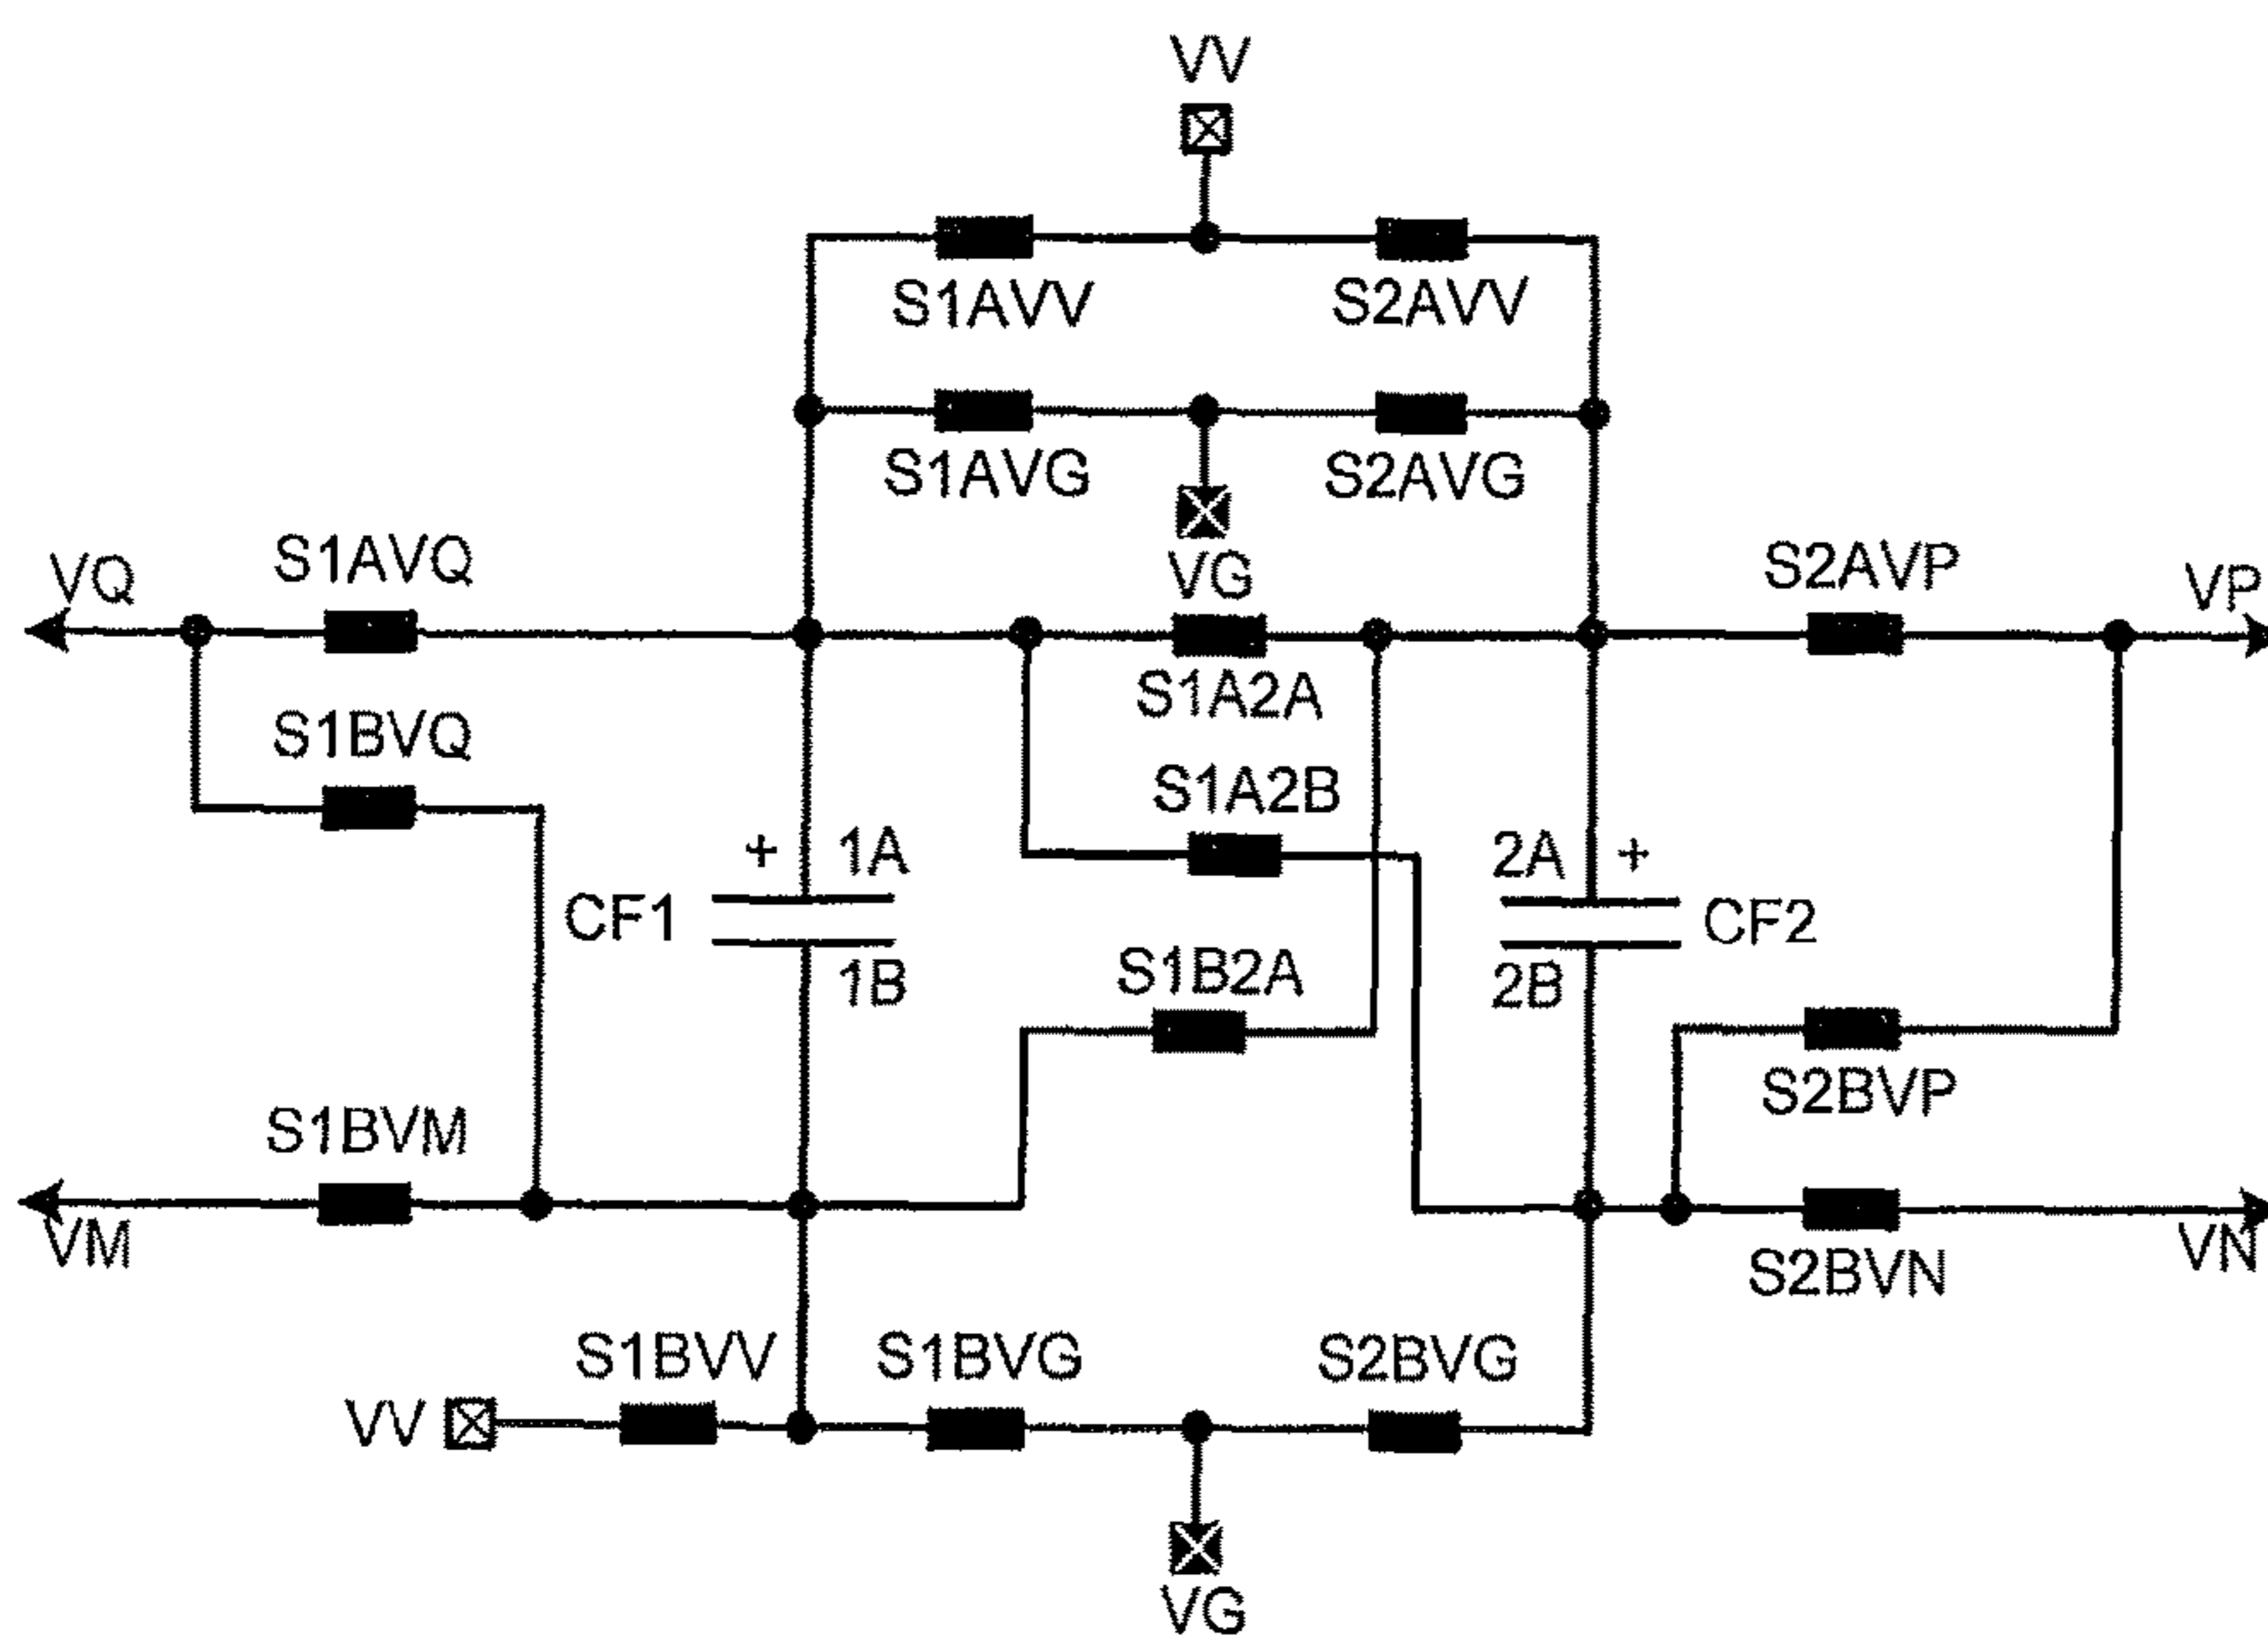 VV
S1AVV
S2AVV
S1AVG
S2AVG
VG
VQ
S1AVQ
S2AVP
VP
S1A2A
S1BVQ
S1A2B
+
1A
2A
+
CF1
CF2
1B
S1B2A
2B
S2BVP
S1BVM
VM
VN
S2BVN
S1BVV
S1BVG
S2BVG
VV
VG